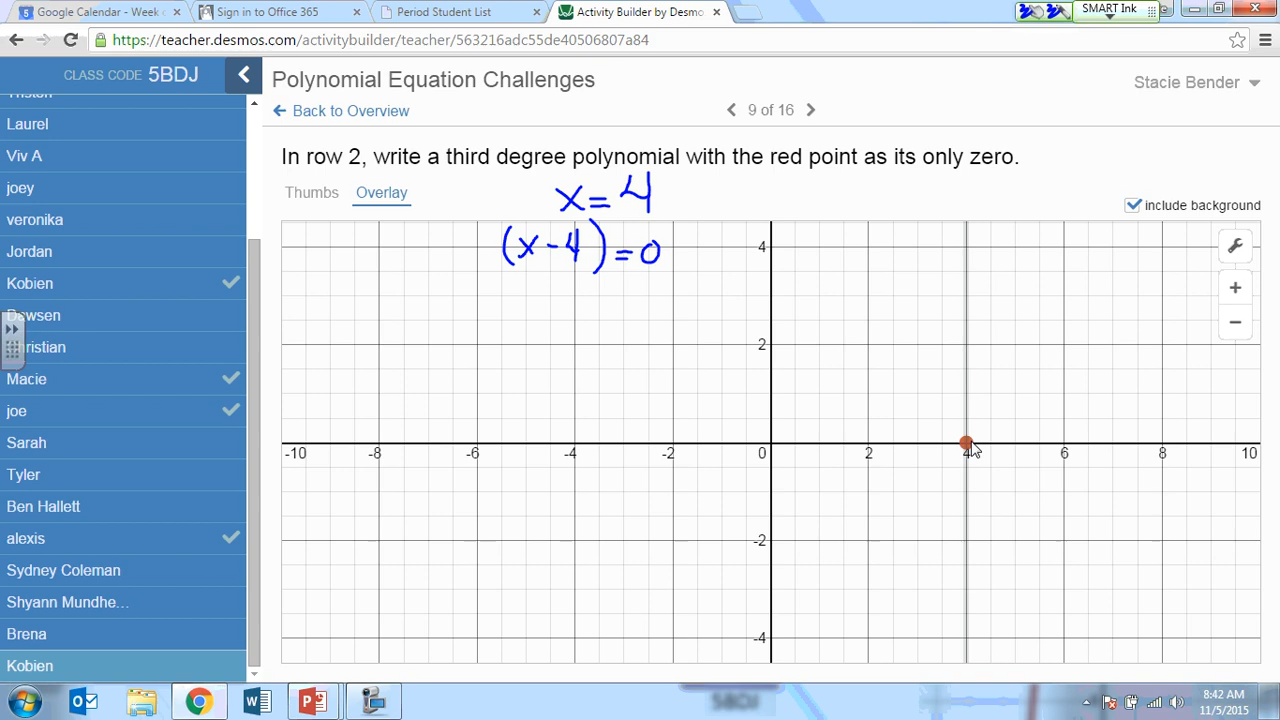 Google Calendar - Week c
Sign in to Office 365
Period Student List
Activity Builder by Desmo
SMART Ink
https://teacher.desmos.com/activitybuilder/teacher/563216adc55de40506807a84
CLASS CODE 5BDJ
Polynomial Equation Challenges
Stacie Bender
Back to Overview
9 of 16
In row 2, write a third degree polynomial with the red point as its only zero.
Thumbs
Overlay
include background
x = 4
(x - 4) = 0
Laurel
Viv A
joey
veronika
Jordan
Kobien
Dawsen
hristian
Macie
joe
Sarah
Tyler
Ben Hallett
alexis
Sydney Coleman
Shyann Mundhe...
Brena
Kobien
4
2
-10 -8 -6 -4 -2 0 2 4 6 8 10
-2
-4
5BDJ
8:42 AM
11/5/2015